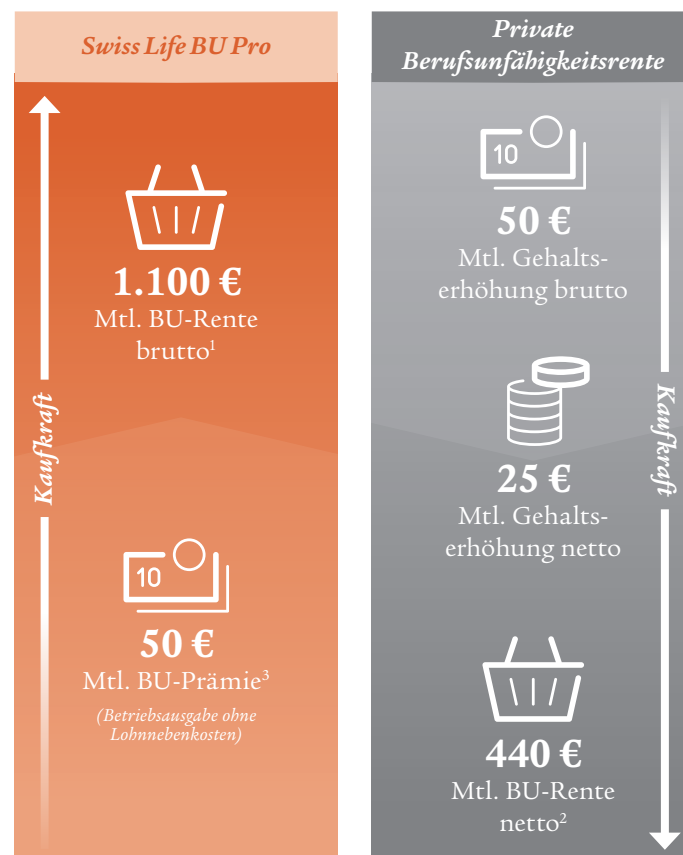 Swiss Life BU Pro
1.100 €
Mtl. BU-Rente
brutto¹
Kaufkraft
10
50 €
Mtl. BU-Prämie³
(Betriebsausgabe ohne
Lohnnebenkosten)
Private
Berufsunfähigkeitsrente
10
50 €
Mtl. Gehalts-
erhöhung brutto
25 €
Mtl. Gehalts-
erhöhung netto
Kaufkraft
440 €
Mtl. BU-Rente
netto²